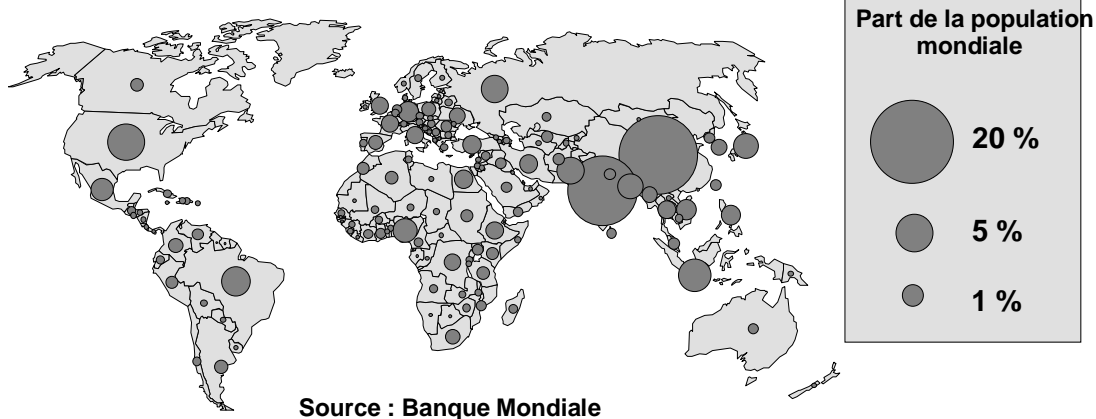 Part de la population
mondiale
20 %
5 %
1 %
Source : Banque Mondiale